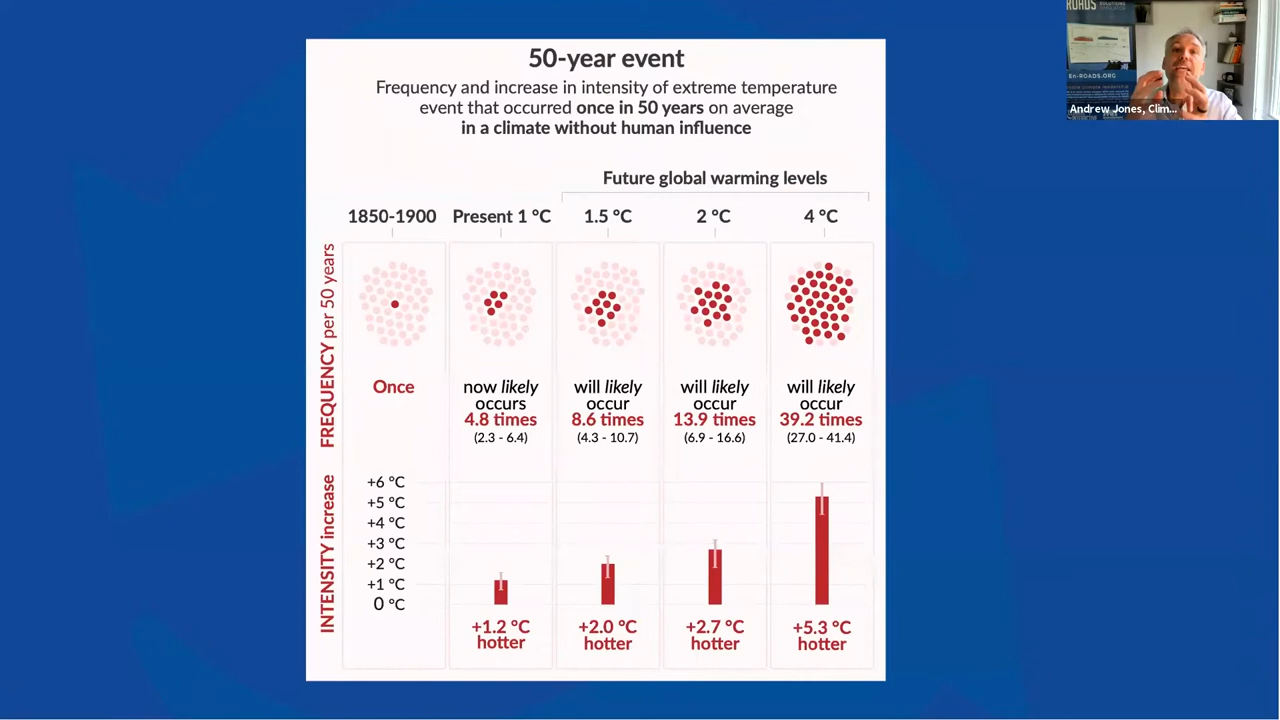 50-year event
Frequency and increase in intensity of extreme temperature
event that occurred once in 50 years on average
in a climate without human influence
Future global warming levels
1850-1900 Present 1 °C 1.5 °C 2 °C 4 °C
FREQUENCY per 50 years
Once
now likely
occurs
4.8 times
(2.3 - 6.4)
will likely
occur
8.6 times
(4.3 - 10.7)
will likely
occur
13.9 times
(6.9 - 16.6)
will likely
occur
39.2 times
(27.0 - 41.4)
INTENSITY increase
+6 °C
+5 °C
+4 °C
+3 °C
+2 °C
+1 °C
0 °C
+1.2 °C
hotter
+2.0 °C
hotter
+2.7 °C
hotter
+5.3 °C
hotter
En-ROADS.ORG
Andrew Jones, Clim...